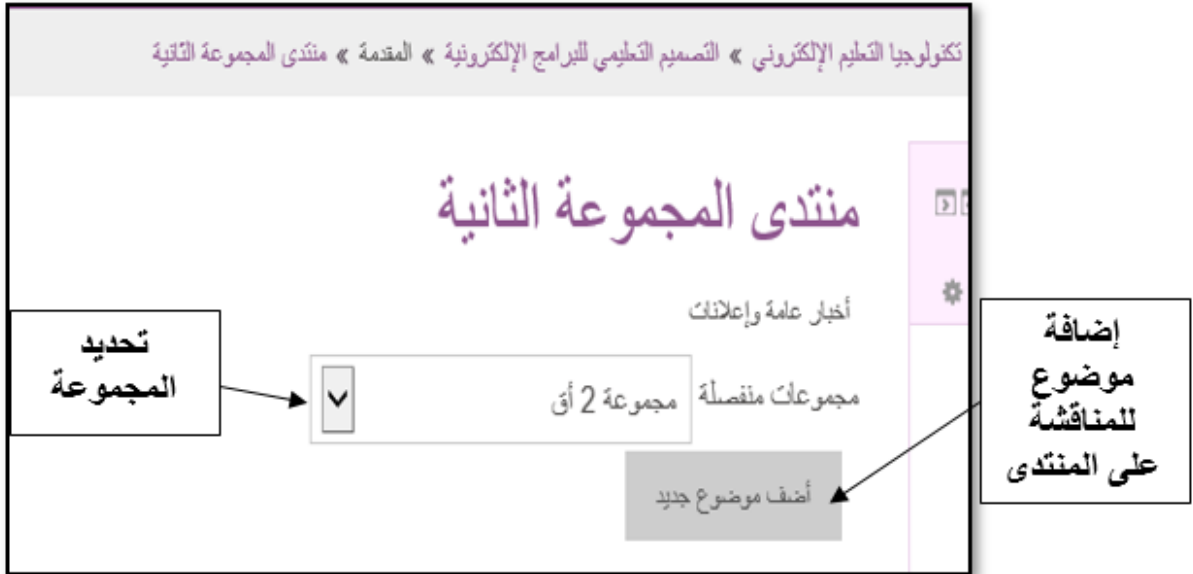 تكنولوجيا التعليم الإلكتروني » التصميم التعليمي للبرامج الإلكترونية » المقدمة » منتدى المجموعة الثانية
منتدى المجموعة الثانية
أخبار عامة وإعلانات
مجموعات منفصلة مجموعة 2 أق
أضف موضوع جديد
إضافة
موضوع
للمناقشة
على المنتدى
تحديد
المجموعة